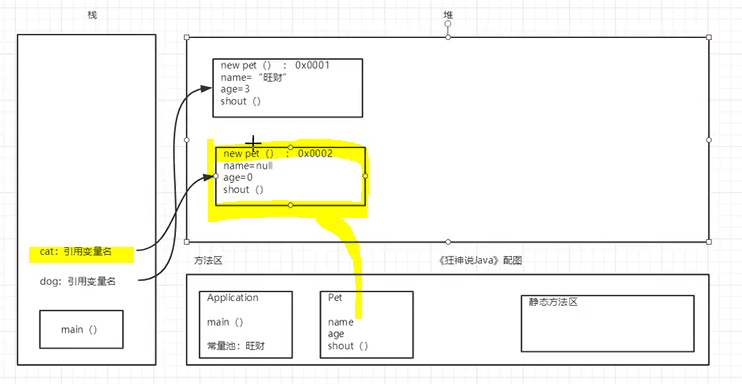 栈
堆
new pet（）：0x0001
name=“旺财”
age=3
shout（）
new pet（）：0x0002
name=null
age=0
shout（）
cat：引用变量名
dog：引用变量名
main（）
方法区
《狂神说Java》配图
Application
main（）
常量池：旺财
Pet
name
age
shout（）
静态方法区